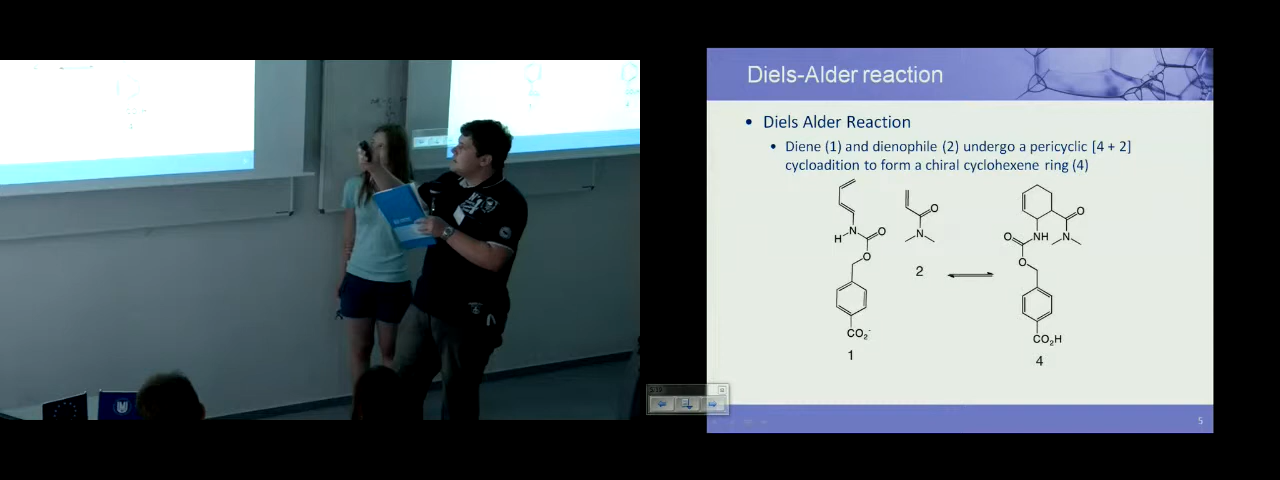 Diels-Alder reaction
• Diels Alder Reaction
• Diene (1) and dienophile (2) undergo a pericyclic [4 + 2]
cycloadition to form a chiral cyclohexene ring (4)
O
N
H
O
O
CO2-
1
O
N
2
O
NH
N
O
O
CO2H
4
5